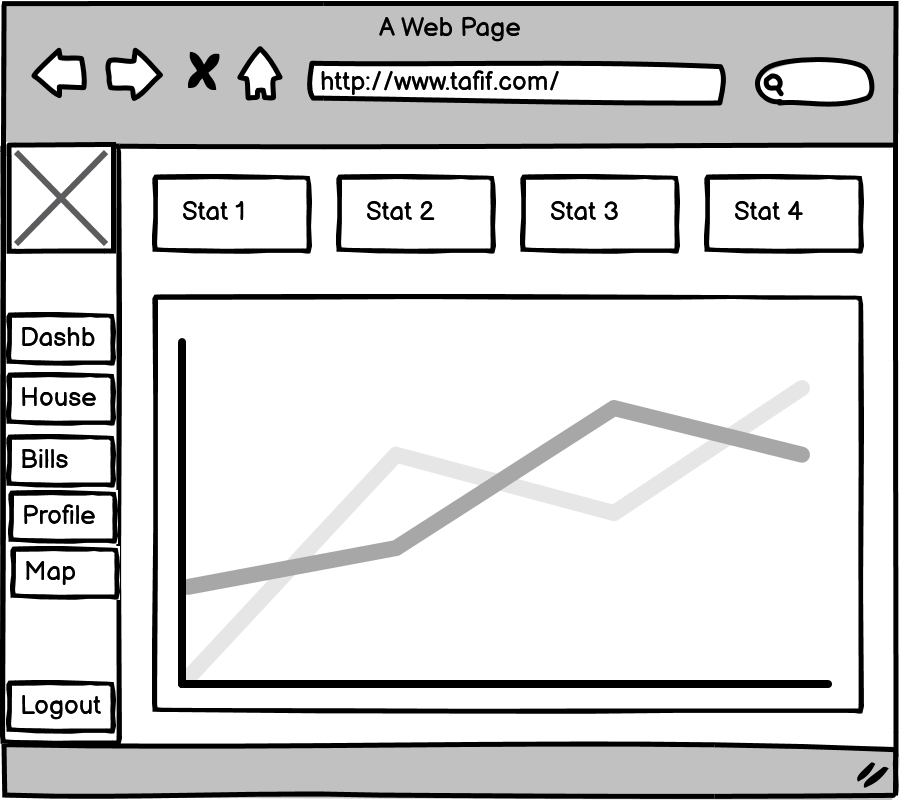 A Web Page
http://www.tafif.com/
Stat 1
Stat 2
Stat 3
Stat 4
Dashb
House
Bills
Profile
Map
Logout